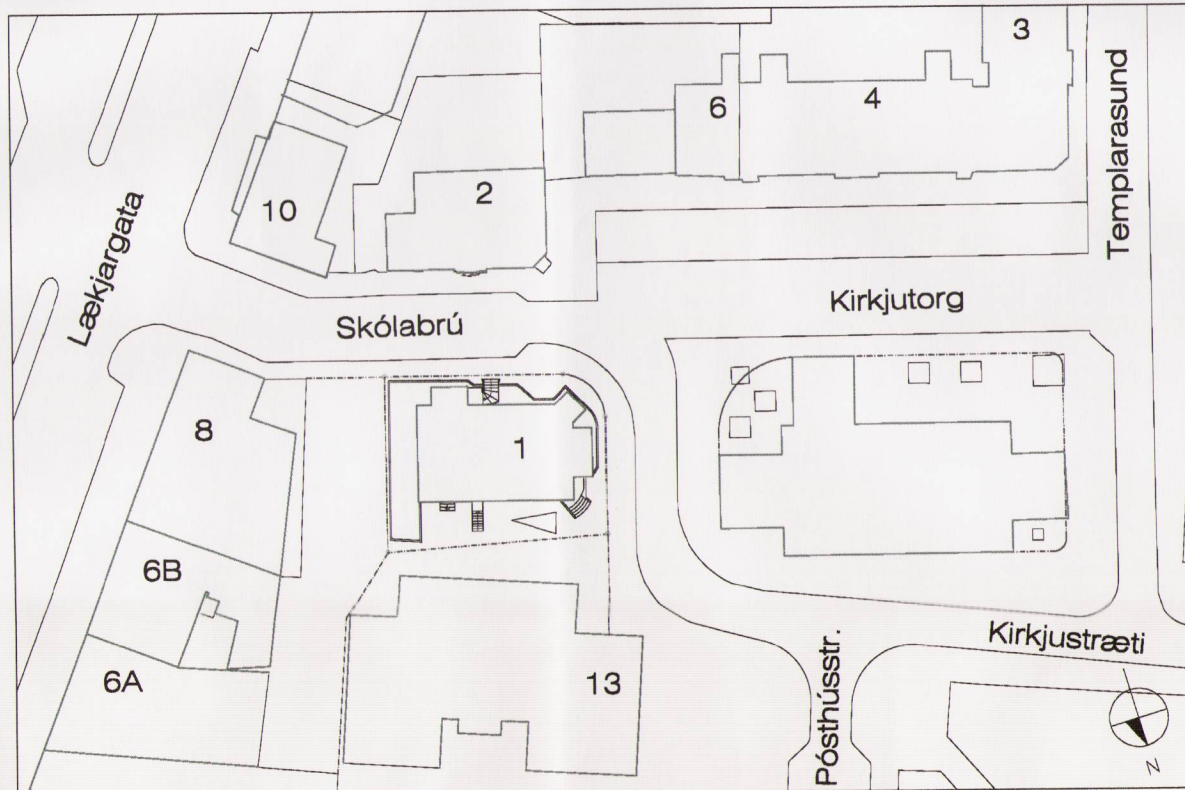 3
6
4
Templarasund
10
2
Lækjargata
Kirkjutorg
Skólabrú
8
1
6B
6A
13
Pósthússtr.
Kirkjustræti
N